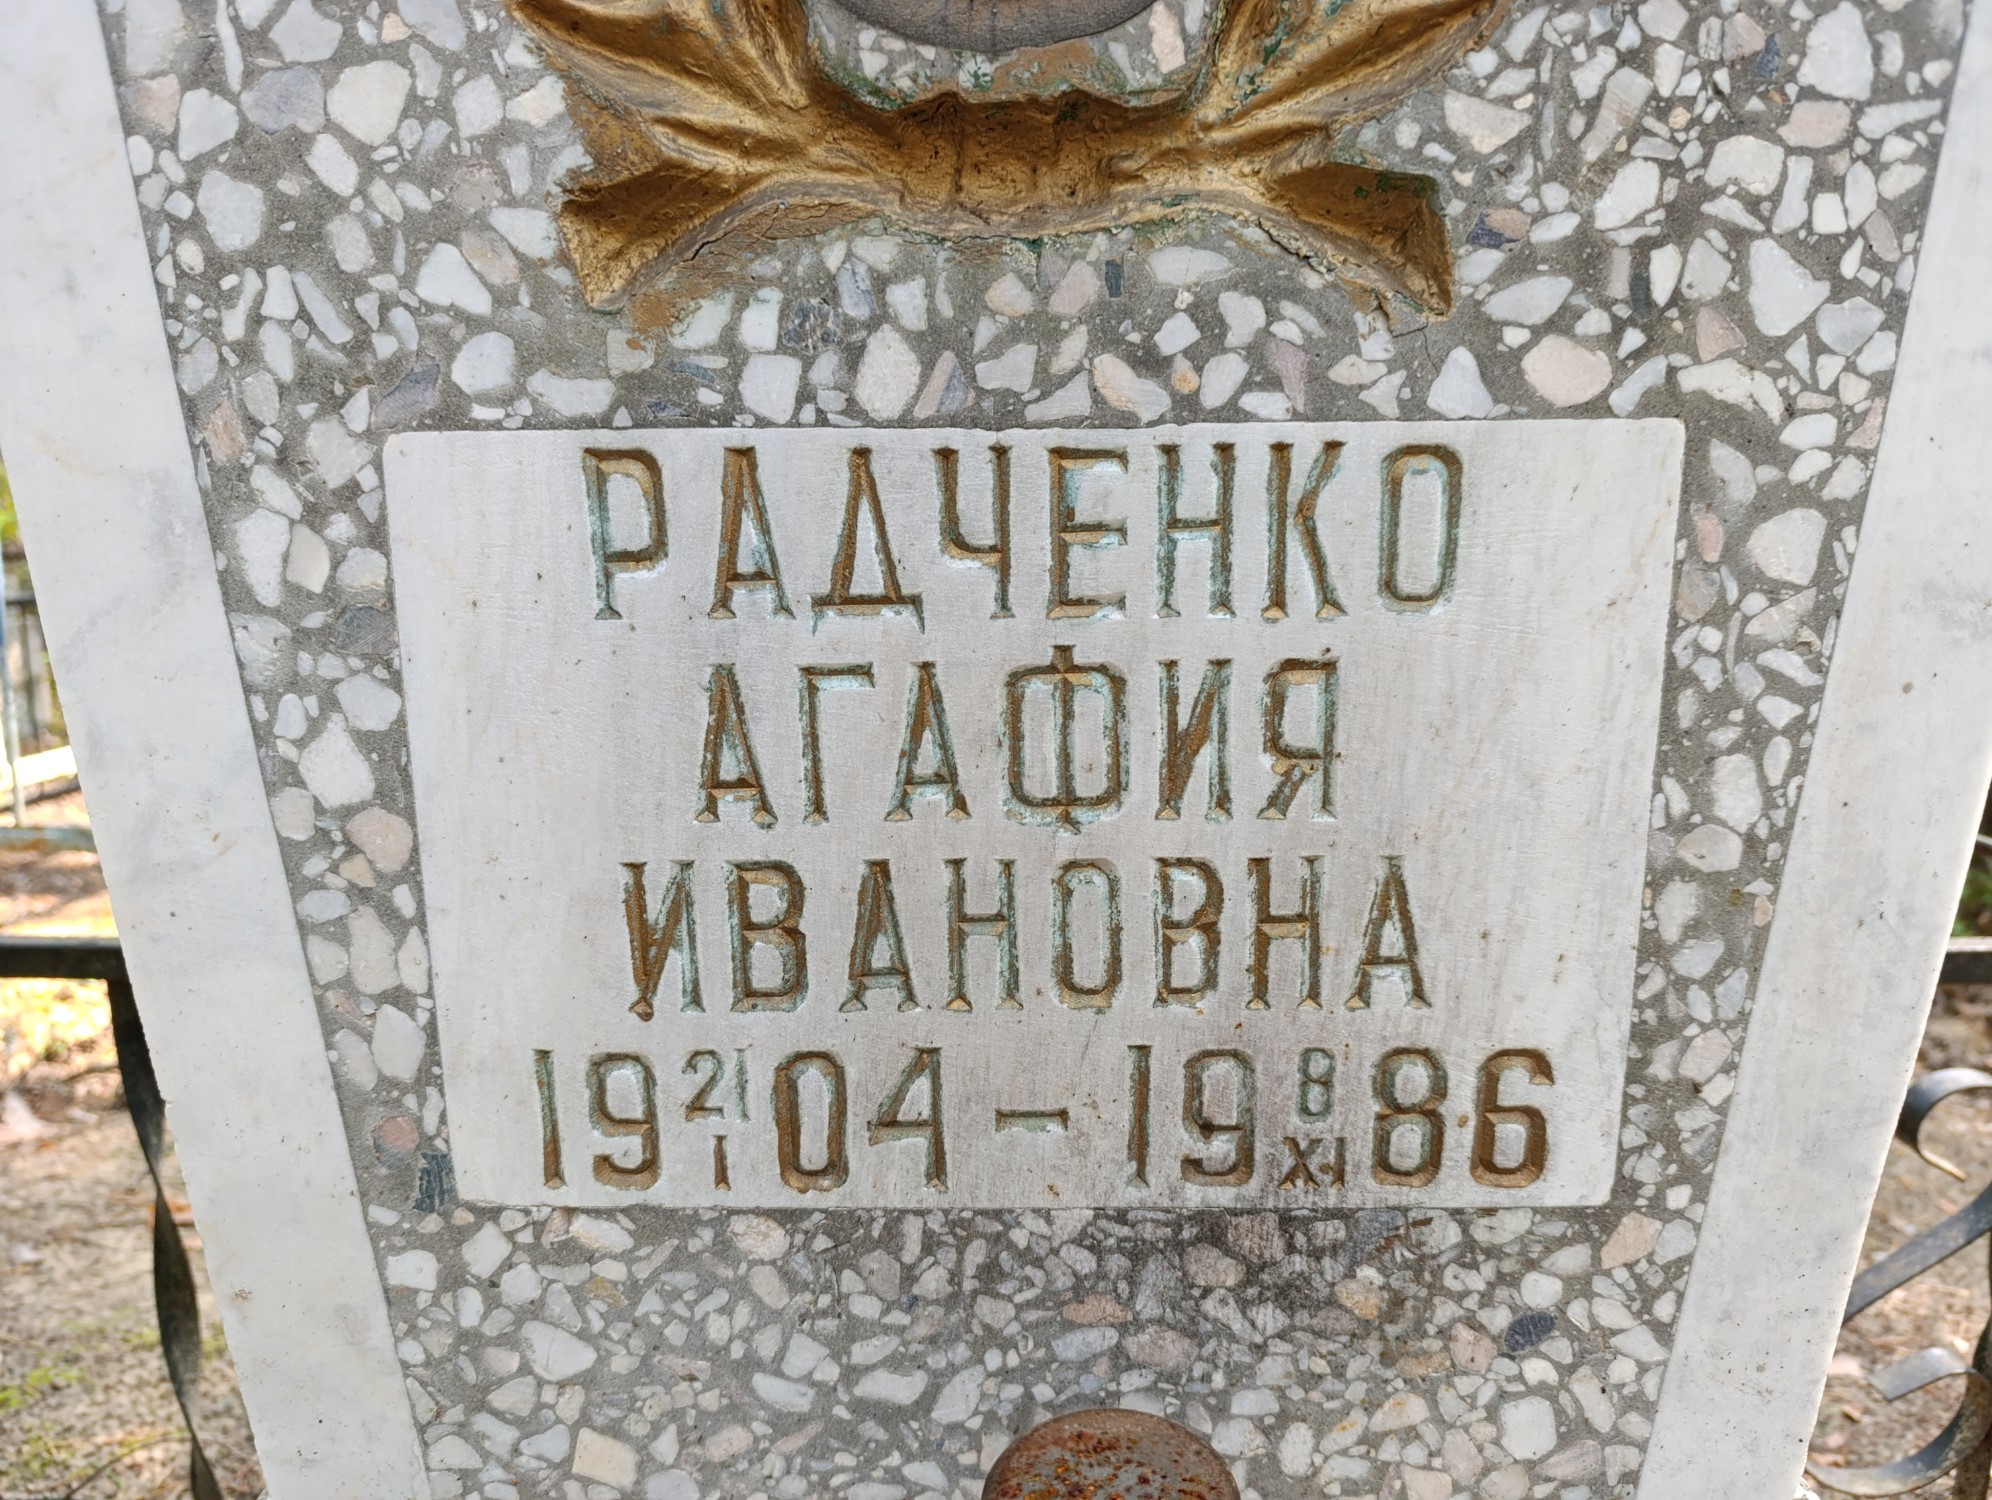 РАДЧЕНКО
АГАФИЯ
ИВАНОВНА
19 21/I 04 – 19 8/XI 86